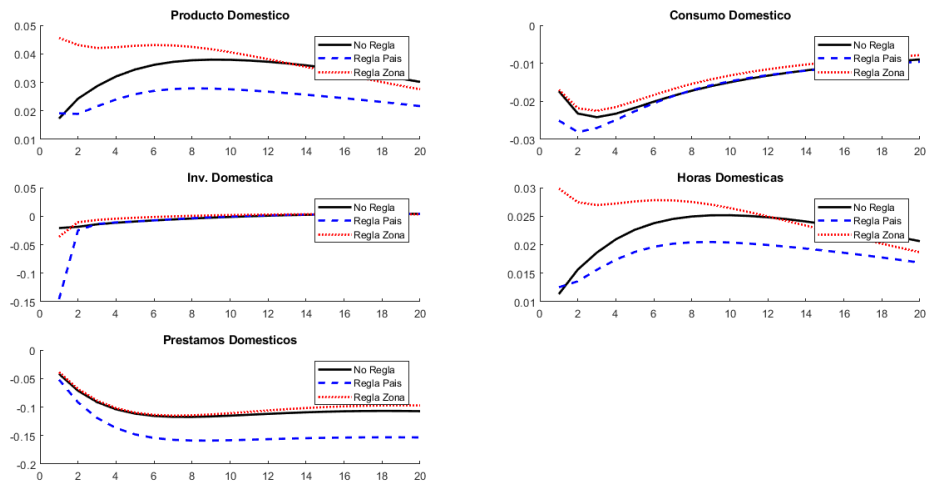 Producto Domestico
0.05
0.04
0.03
0.02
0.01
0 2 4 6 8 10 12 14 16 18 20
No Regla
Regla Pais
Regla Zona
Consumo Domestico
0
-0.01
-0.02
-0.03
0 2 4 6 8 10 12 14 16 18 20
No Regla
Regla Pais
Regla Zona
Inv. Domestica
0.05
0
-0.05
-0.1
-0.15
0 2 4 6 8 10 12 14 16 18 20
No Regla
Regla Pais
Regla Zona
Horas Domesticas
0.03
0.025
0.02
0.015
0.01
0 2 4 6 8 10 12 14 16 18 20
No Regla
Regla Pais
Regla Zona
Prestamos Domesticos
0
-0.05
-0.1
-0.15
-0.2
0 2 4 6 8 10 12 14 16 18 20
No Regla
Regla Pais
Regla Zona